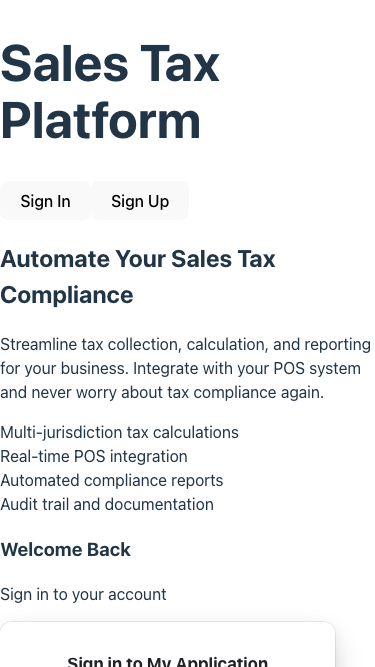 Sales Tax
Platform
Sign In
Sign Up
Automate Your Sales Tax
Compliance
Streamline tax collection, calculation, and reporting
for your business. Integrate with your POS system
and never worry about tax compliance again.
Multi-jurisdiction tax calculations
Real-time POS integration
Automated compliance reports
Audit trail and documentation
Welcome Back
Sign in to your account
Sign in to My Application